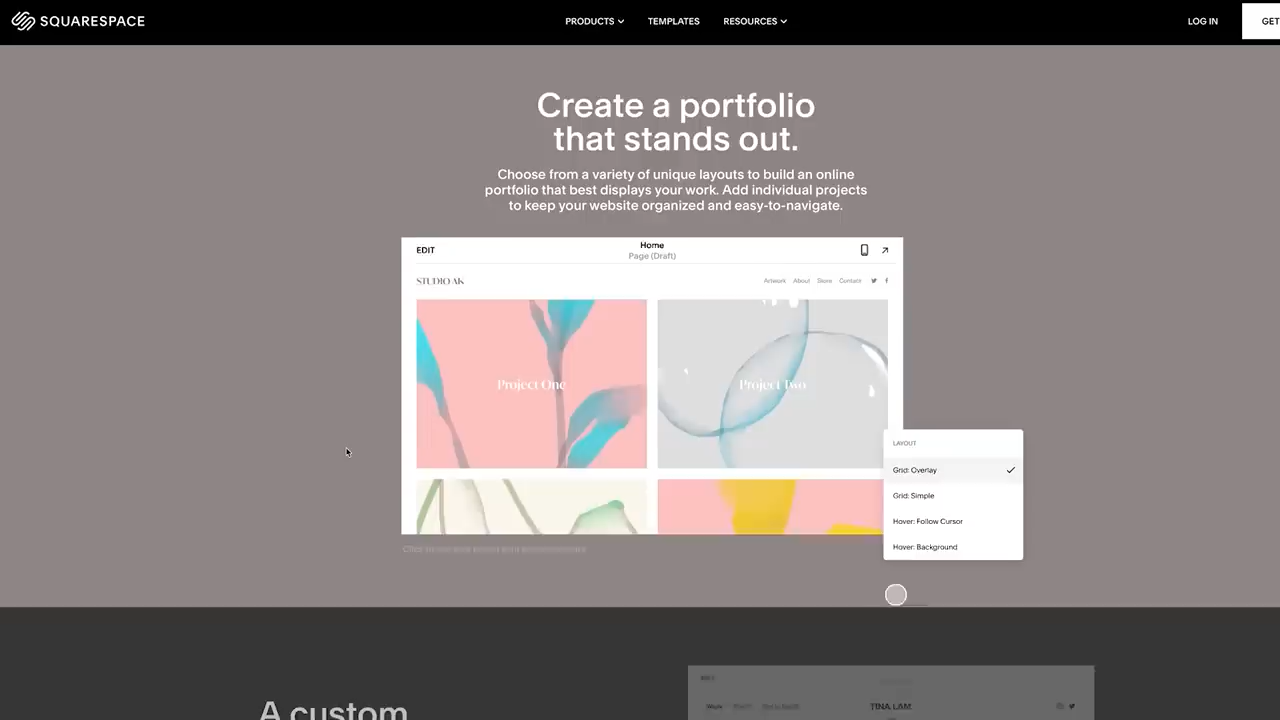 SQUARESPACE
PRODUCTS
TEMPLATES
RESOURCES
LOG IN
GET
Create a portfolio
that stands out.
Choose from a variety of unique layouts to build an online
portfolio that best displays your work. Add individual projects
to keep your website organized and easy-to-navigate.
EDIT
Home
Page (Draft)
STUDIO AK
Artwork
About
Store
Contact
Project One
Project Two
LAYOUT
Grid: Overlay
Grid: Simple
Hover: Follow Cursor
Hover: Background
A custom
Work
TINA LAM